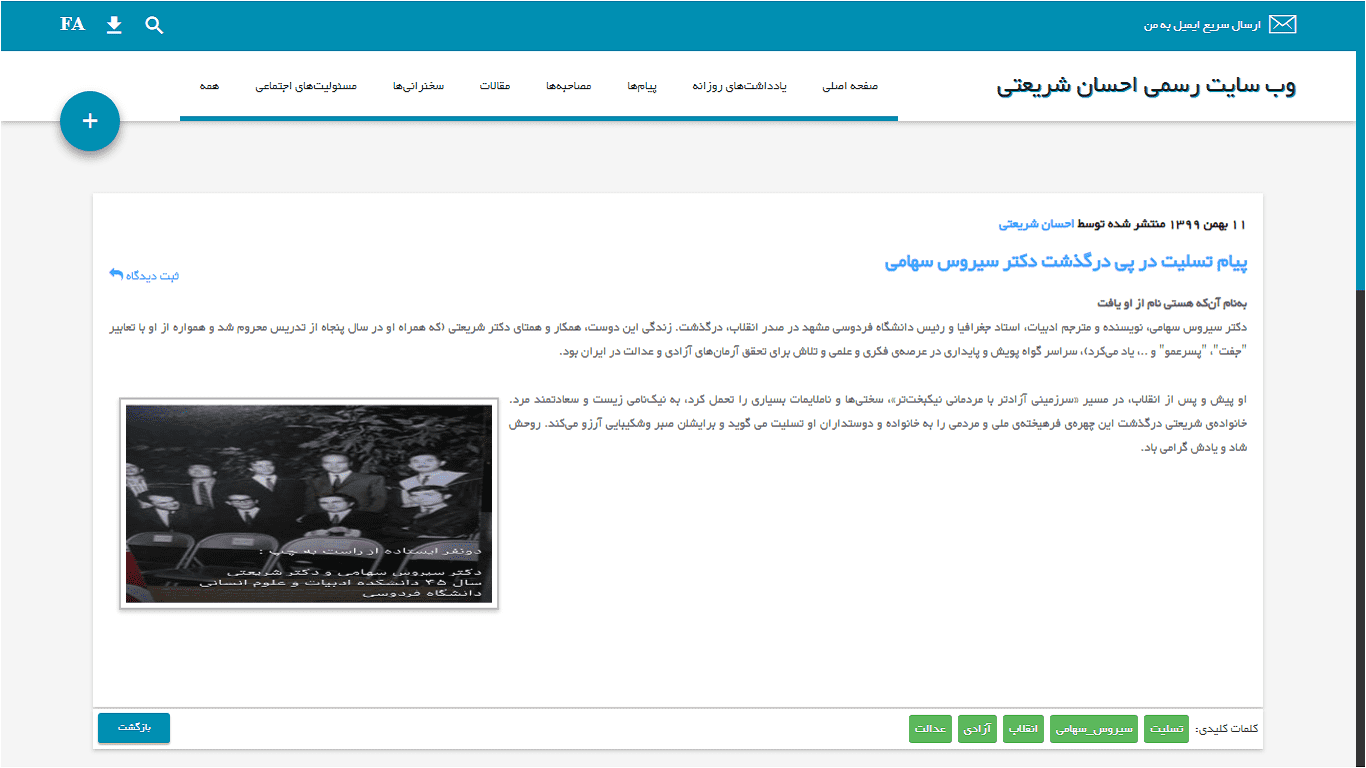 ارسال سریع ایمیل به من
FA
وب سایت رسمی احسان شریعتی
صفحه اصلی
یادداشت‌های روزانه
پیام‌ها
مصاحبه‌ها
مقالات
سخنرانی‌ها
مسئولیت‌های اجتماعی
همه
+
۱۱ بهمن ۱۳۹۹ منتشر شده توسط احسان شریعتی
پیام تسلیت در پی درگذشت دکتر سیروس سهامی
ثبت دیدگاه
به‌نام آن‌که هستی نام از او یافت
دکتر سیروس سهامی، نویسنده و مترجم ادبیات، استاد جغرافیا و رئیس دانشگاه فردوسی مشهد در صدر انقلاب، درگذشت. زندگی این دوست، همکار و همتای دکتر شریعتی (که همراه او در سال پنجاه از تدریس محروم شد و همواره از او با تعابیر
"جفت"، "پسرعمو" و ..، یاد می‌کرد)، سراسر گواه پویش و پایداری در عرصه‌ی فکری و علمی و تلاش برای تحقق آرمان‌های آزادی و عدالت در ایران بود.
او پیش و پس از انقلاب، در مسیر «سرزمینی آزادتر با مردمانی نیکبخت‌تر»، سختی‌ها و ناملایمات بسیاری را تحمل کرد، به نیک‌نامی زیست و سعادتمند مرد.
خانواده‌ی شریعتی درگذشت این چهره‌ی فرهیخته‌ی ملی و مردمی را به خانواده و دوستداران او تسلیت می گوید و برایشلن صبر وشکیبایی آرزو می‌کند. روحش
شاد و یادش گرامی باد.
دونفر ایستاده از راست به چپ :
دکتر سیروس سهامی و دکتر شریعتی
سال ۴۵ دانشکده ادبیات و علوم انسانی
دانشگاه فردوسی
کلمات کلیدی: تسلیت سیروس_سهامی انقلاب آزادی عدالت
بازگشت